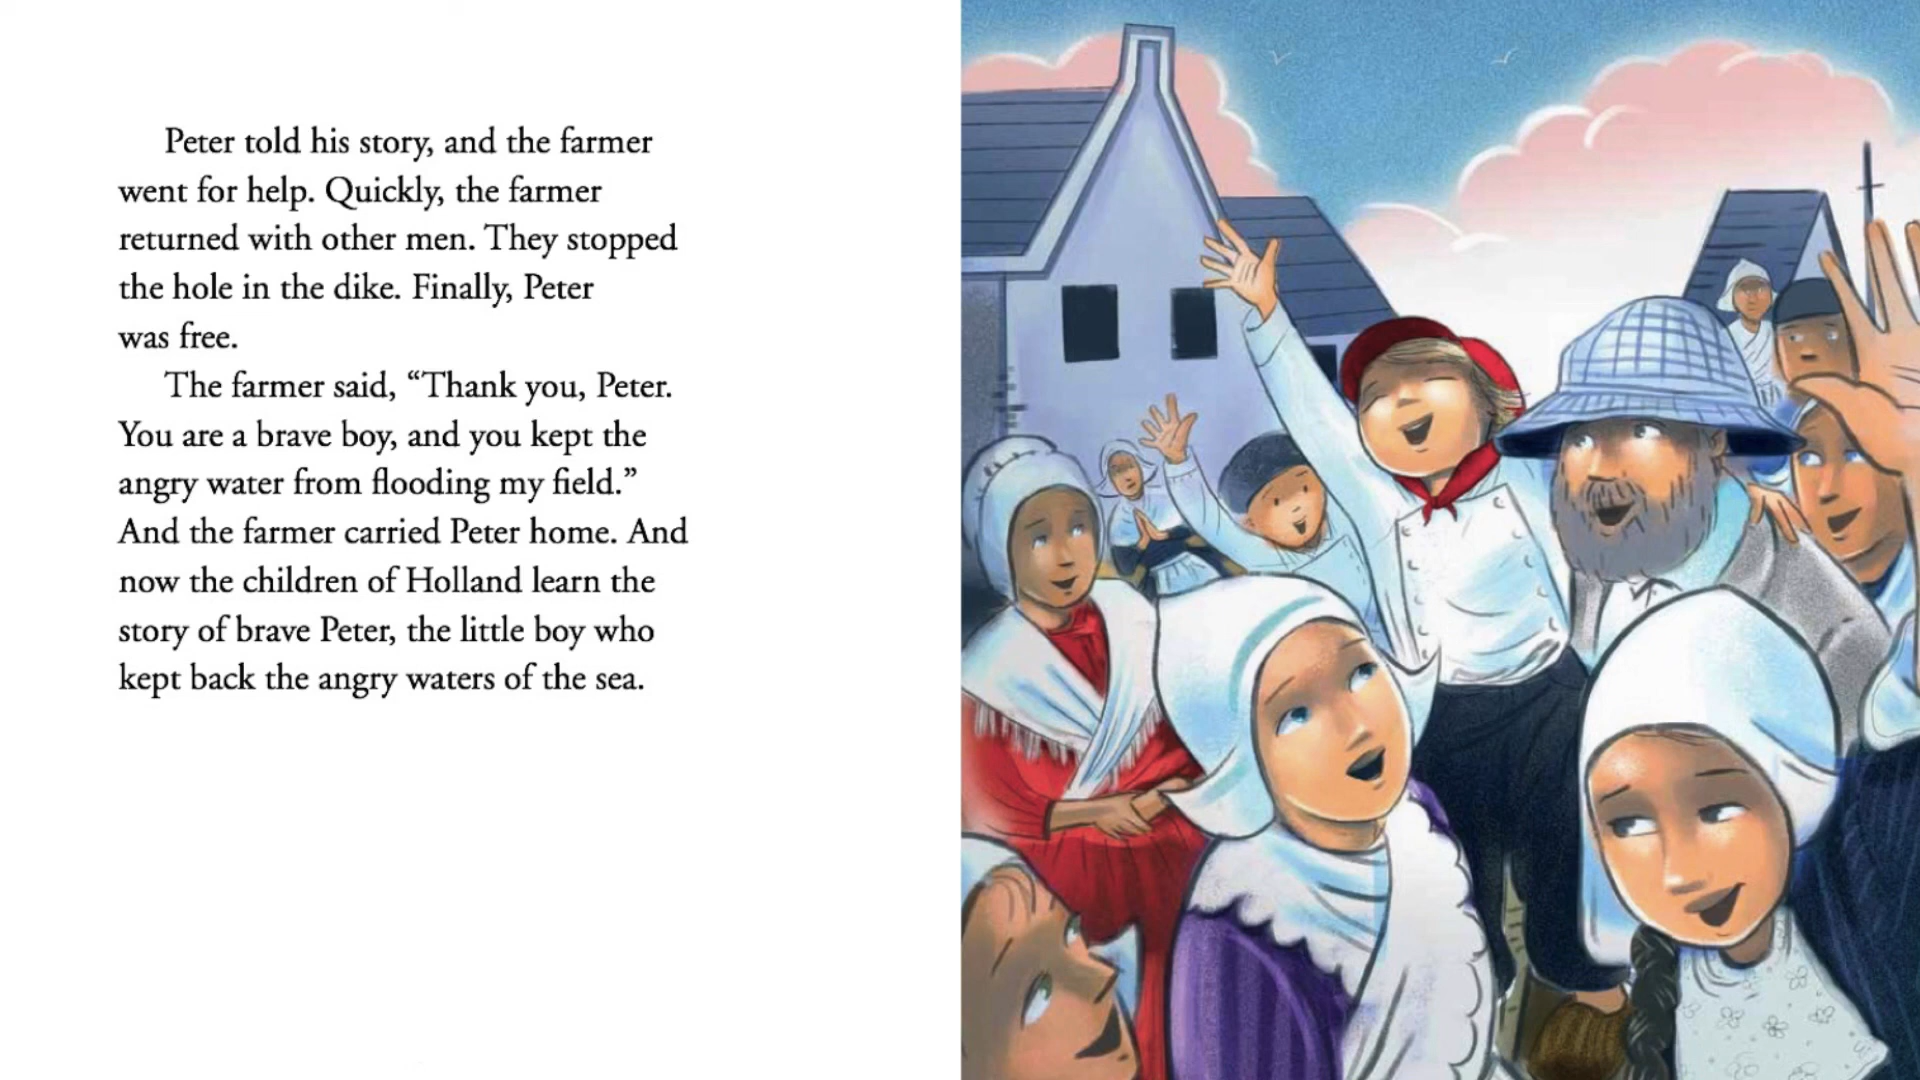 Peter told his story, and the farmer
went for help. Quickly, the farmer
returned with other men. They stopped
the hole in the dike. Finally, Peter
was free.
The farmer said, “Thank you, Peter.
You are a brave boy, and you kept the
angry water from flooding my field.”
And the farmer carried Peter home. And
now the children of Holland learn the
story of brave Peter, the little boy who
kept back the angry waters of the sea.